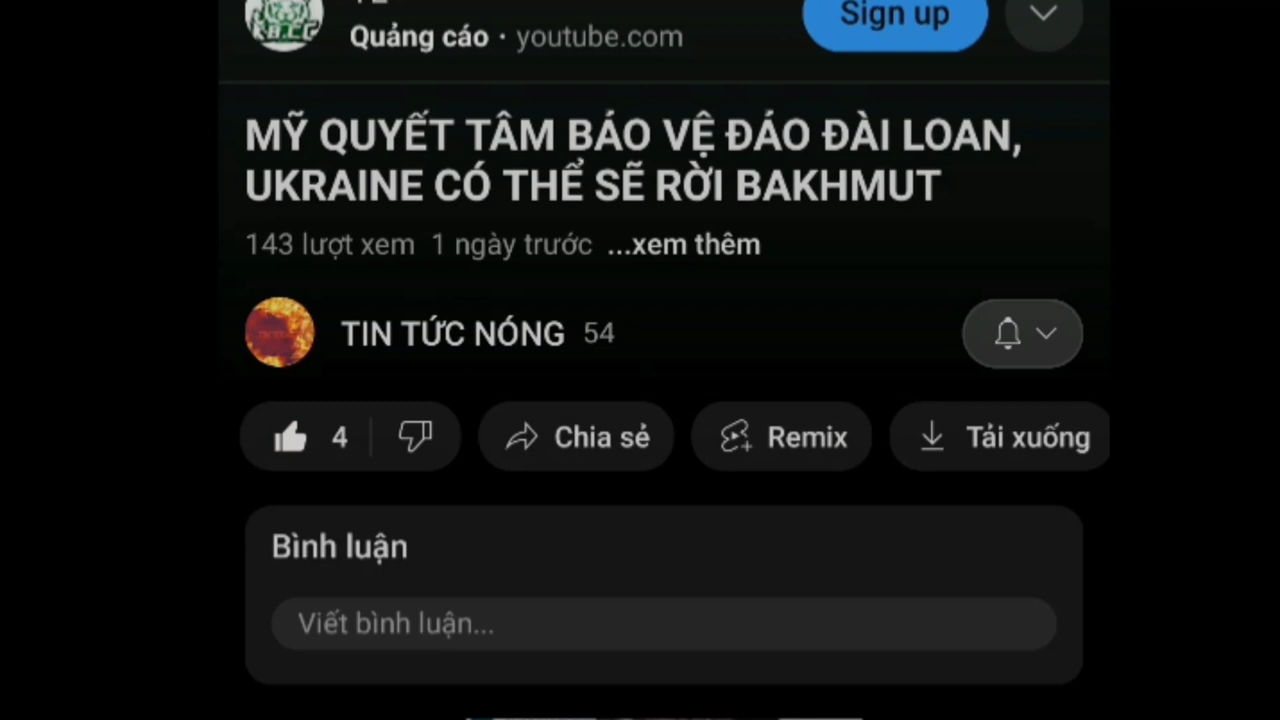 Sign up
Quảng cáo · youtube.com
MỸ QUYẾT TÂM BẢO VỆ ĐẢO ĐÀI LOAN,
UKRAINE CÓ THỂ SẼ RỜI BAKHMUT
143 lượt xem 1 ngày trước ...xem thêm
TIN TỨC NÓNG 54
4 Chia sẻ Remix Tải xuống
Bình luận
Viết bình luận...